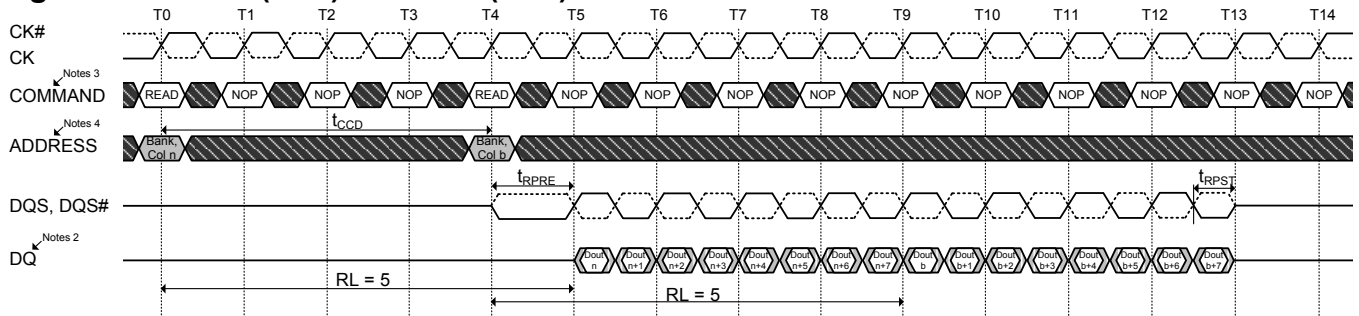 T0 T1 T2 T3 T4 T5 T6 T7 T8 T9 T10 T11 T12 T13 T14
CK#
CK
Notes 3
COMMAND READ NOP NOP NOP READ NOP NOP NOP NOP NOP NOP NOP NOP NOP NOP
tCCD
Notes 4
ADDRESS Bank, Col n Bank, Col b
tRPRE tRPST
DQS, DQS#
Notes 2
DQ Dout n Dout n+1 Dout n+2 Dout n+3 Dout n+4 Dout n+5 Dout n+6 Dout n+7 Dout b Dout b+1 Dout b+2 Dout b+3 Dout b+4 Dout b+5 Dout b+6 Dout b+7
RL = 5 RL = 5